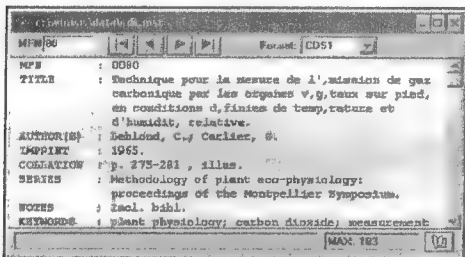 MFN 80 Format: CDS1
MFN : 0080
TITLE : Technique pour la mesure de l'‚mission de gaz
carbonique par les organes v‚g‚taux sur pied,
en conditions d‚finies de temp‚rature et
d'humidit‚ relative.
AUTHOR(S) : Leblond, C.; Carlier,
IMPRINT : 1965.
COLLATION : p. 275-281 , illus.
SERIES : Methodology of plant eco-physiology:
proceedings of the Montpellier Symposium.
NOTES : Incl. bibl.
KEYWORDS : plant physiology; carbon dioxide; measurement
MAX. 183